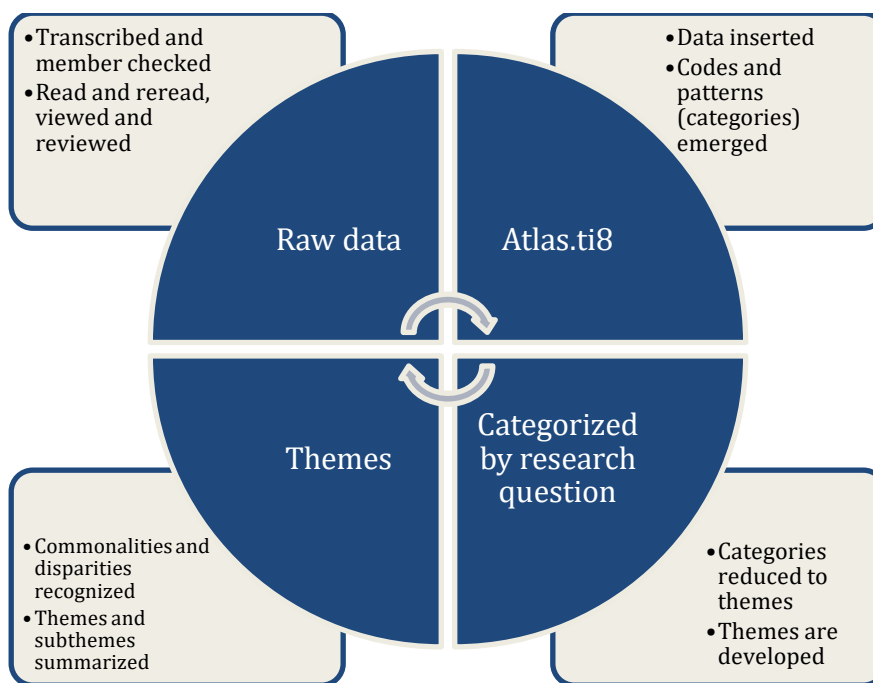 •Transcribed and
member checked
•Read and reread,
viewed and
reviewed
•Data inserted
•Codes and
patterns
(categories)
emerged
Raw data
Atlas.ti8
Themes
Categorized
by research
question
•Commonalities and
disparities
recognized
•Themes and
subthemes
summarized
•Categories
reduced to
themes
•Themes are
developed